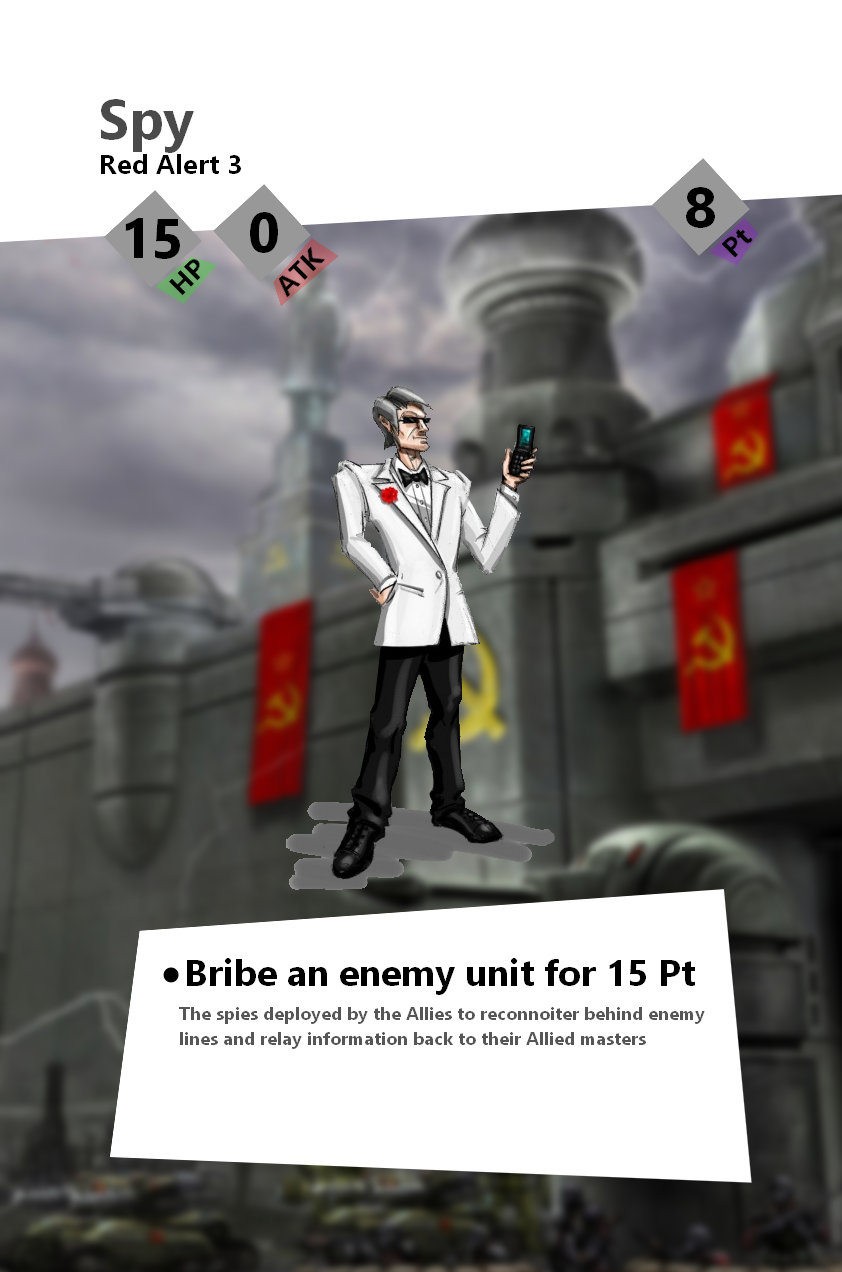 Spy
Red Alert 3
15
HP
0
ATK
8
Pt
•Bribe an enemy unit for 15 Pt
The spies deployed by the Allies to reconnoiter behind enemy
lines and relay information back to their Allied masters